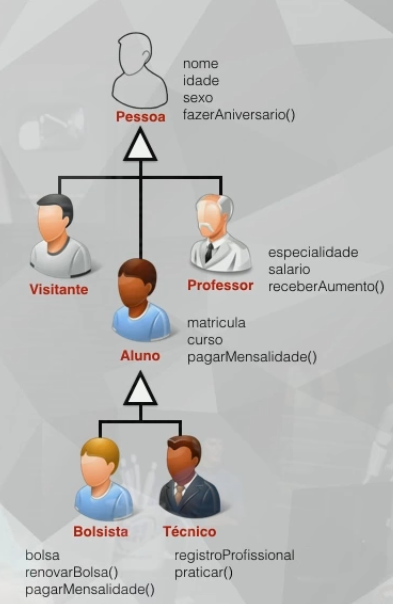 nome
idade
sexo
fazerAniversario()
Pessoa
Visitante
Professor
especialidade
salario
receberAumento()
Aluno
matricula
curso
pagarMensalidade()
Bolsista
bolsa
renovarBolsa()
pagarMensalidade()
Técnico
registroProfissional
praticar()